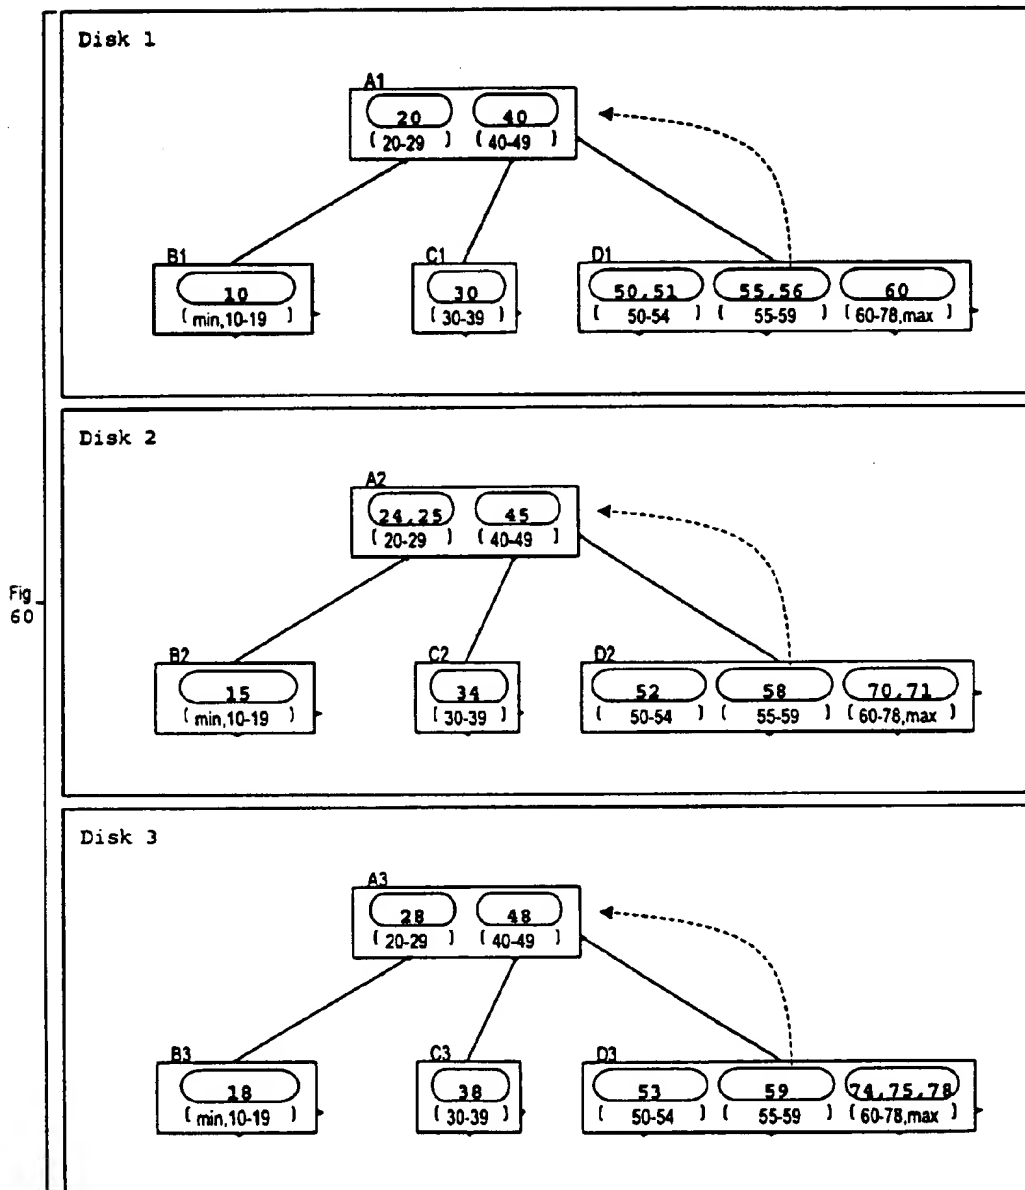 Disk 1
A1
20 40
( 20-29 ) ( 40-49 )
B1 C1 D1
10 30 50,51 55,56 60
( min,10-19 ) ( 30-39 ) ( 50-54 ) ( 55-59 ) ( 60-78,max )
Disk 2
A2
24,25 45
( 20-29 ) ( 40-49 )
Fig
60
B2 C2 D2
15 34 52 58 70,71
( min,10-19 ) ( 30-39 ) ( 50-54 ) ( 55-59 ) ( 60-78,max )
Disk 3
A3
28 48
( 20-29 ) ( 40-49 )
B3 C3 D3
18 38 53 59 74,75,78
( min,10-19 ) ( 30-39 ) ( 50-54 ) ( 55-59 ) ( 60-78,max )